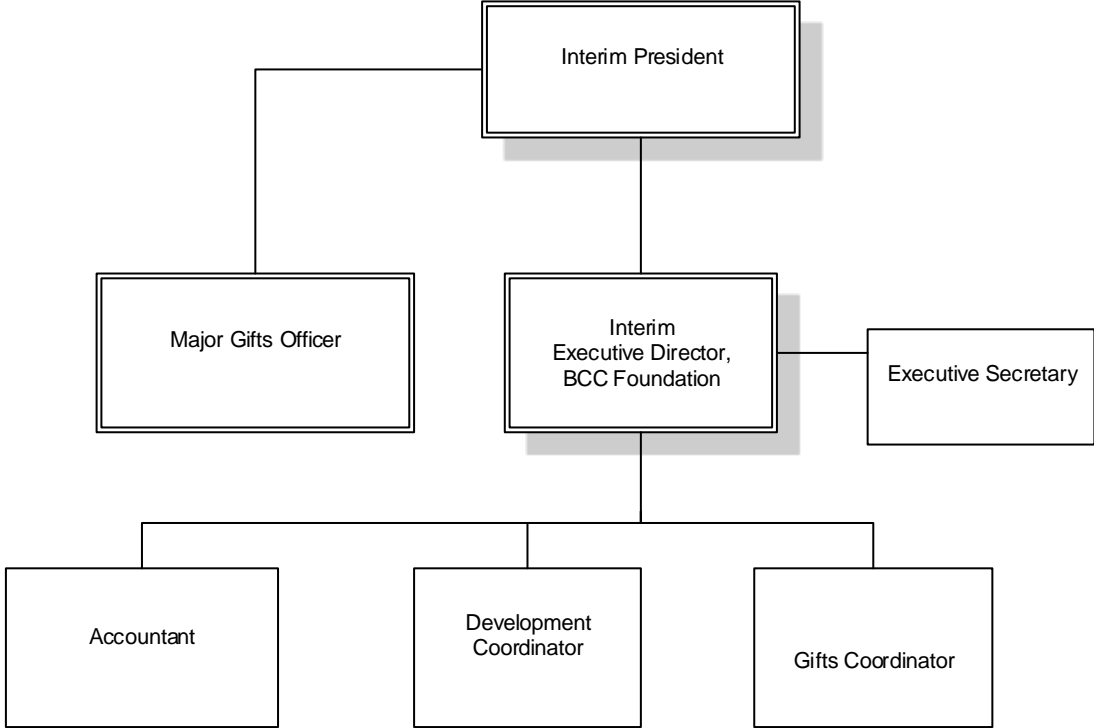 Interim President
Major Gifts Officer
Interim
Executive Director,
BCC Foundation
Executive Secretary
Accountant
Development
Coordinator
Gifts Coordinator